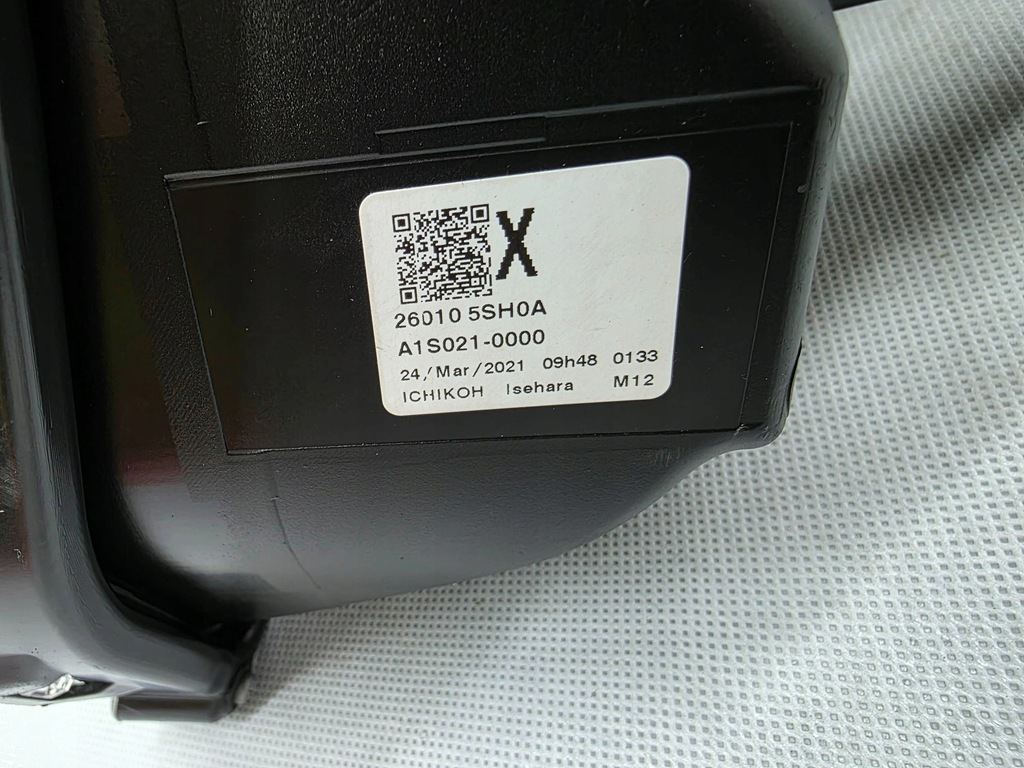 X
26010 5SH0A
A1S021-0000
24/Mar/2021 09h48 0133
ICHIKOH Isehara M12